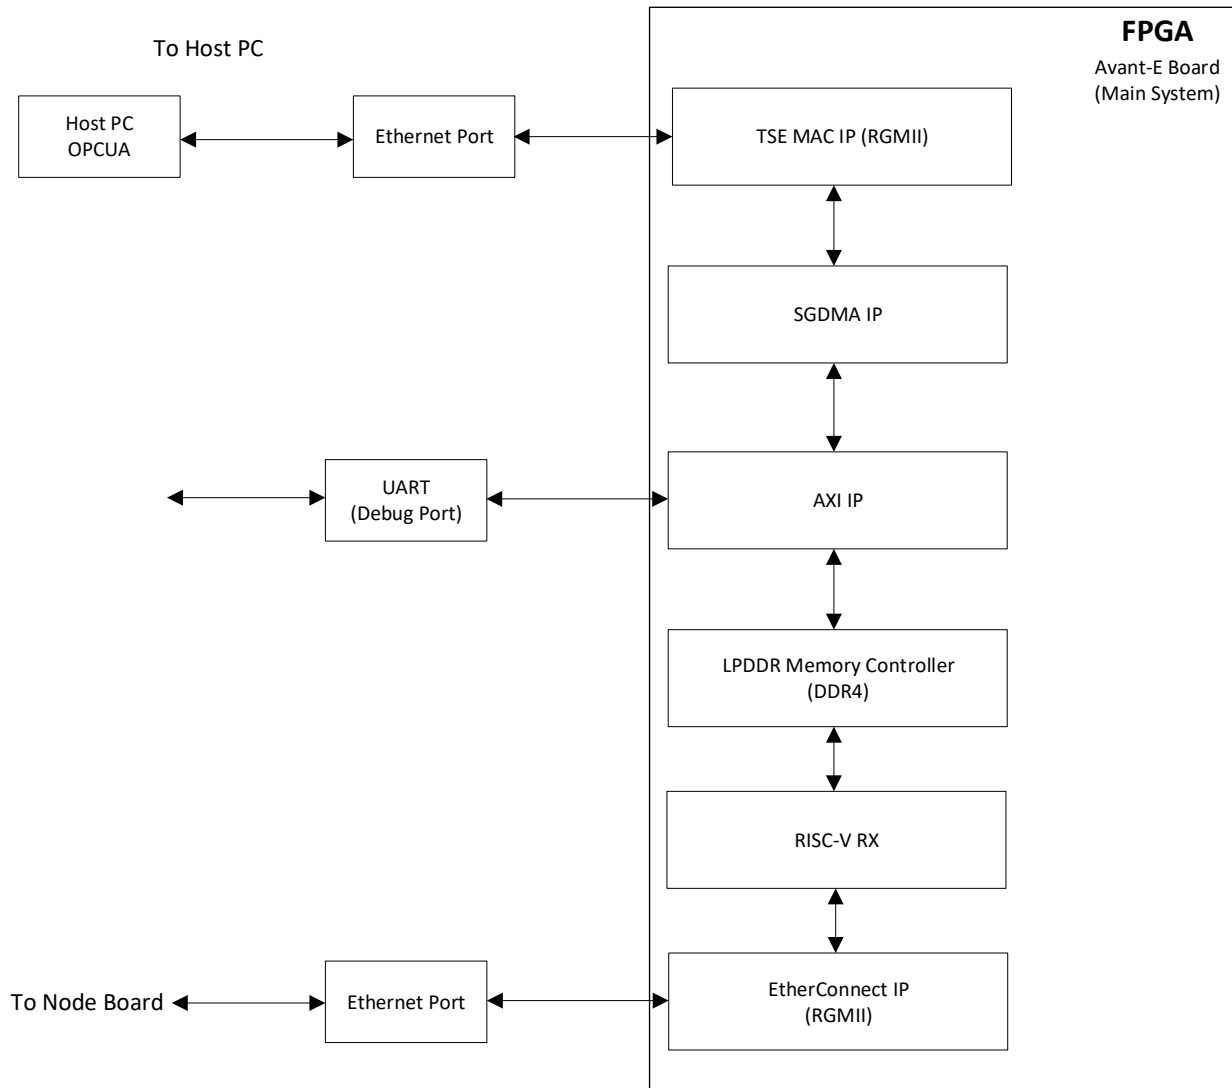 FPGA
Avant-E Board
(Main System)
To Host PC
Host PC
OPCUA
Ethernet Port
TSE MAC IP (RGMII)
SGDMA IP
UART
(Debug Port)
AXI IP
LPDDR Memory Controller
(DDR4)
RISC-V RX
To Node Board
Ethernet Port
EtherConnect IP
(RGMII)